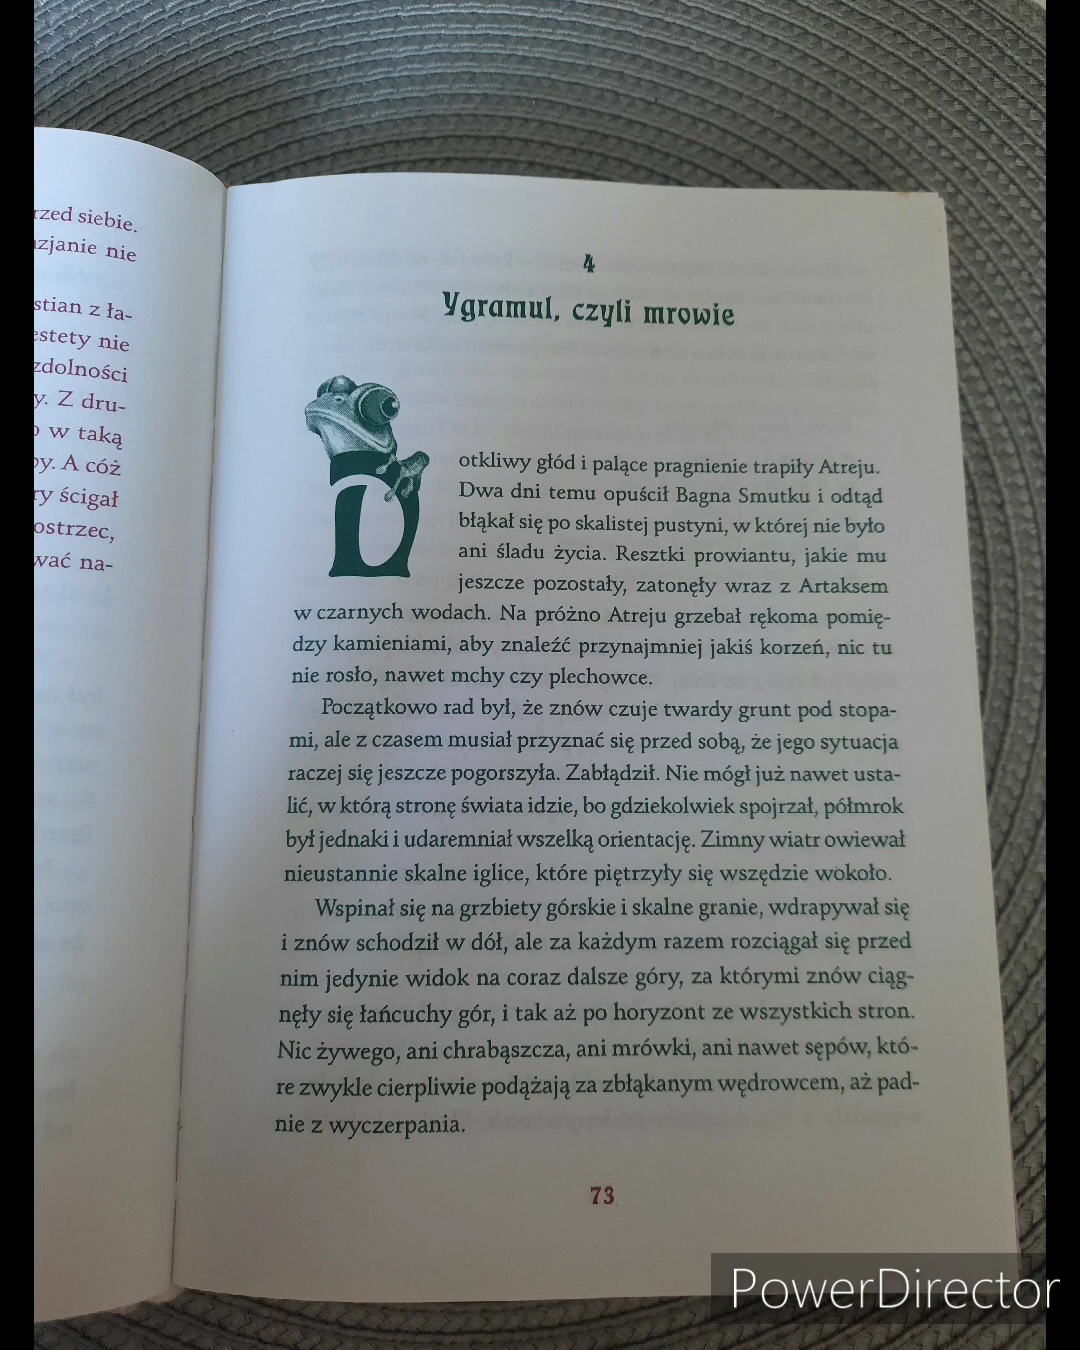 rzed siebie.
zjanie nie
stian z ła-
estety nie
zdolności
y. Z dru-
w taką
by. A cóż
ry ścigał
ostrzec,
wać na-
4
Ygramul, czyli mrowie
Dotkliwy głód i palące pragnienie trapiły Atreju.
Dwa dni temu opuścił Bagna Smutku i odtąd
błąkał się po skalistej pustyni, w której nie było
ani śladu życia. Resztki prowiantu, jakie mu
jeszcze pozostały, zatonęły wraz z Artaksem
w czarnych wodach. Na próżno Atreju grzebał rękoma pomię-
dzy kamieniami, aby znaleźć przynajmniej jakiś korzeń, nic tu
nie rosło, nawet mchy czy plechowce.
Początkowo rad był, że znów czuje twardy grunt pod stopa-
mi, ale z czasem musiał przyznać się przed sobą, że jego sytuacja
raczej się jeszcze pogorszyła. Zabłądził. Nie mógł już nawet usta-
lić, w którą stronę świata idzie, bo gdziekolwiek spojrzał, półmrok
był jednaki i udaremniał wszelką orientację. Zimny wiatr owiewał
nieustannie skalne iglice, które piętrzyły się wszędzie wokoło.
Wspinał się na grzbiety górskie i skalne granie, wdrapywał się
i znów schodził w dół, ale za każdym razem rozciągał się przed
nim jedynie widok na coraz dalsze góry, za którymi znów ciąg-
nęły się łańcuchy gór, i tak aż po horyzont ze wszystkich stron.
Nic żywego, ani chrabąszcza, ani mrówki, ani nawet sępów, któ-
re zwykle cierpliwie podążają za zbłąkanym wędrowcem, aż pad-
nie z wyczerpania.
73
PowerDirector